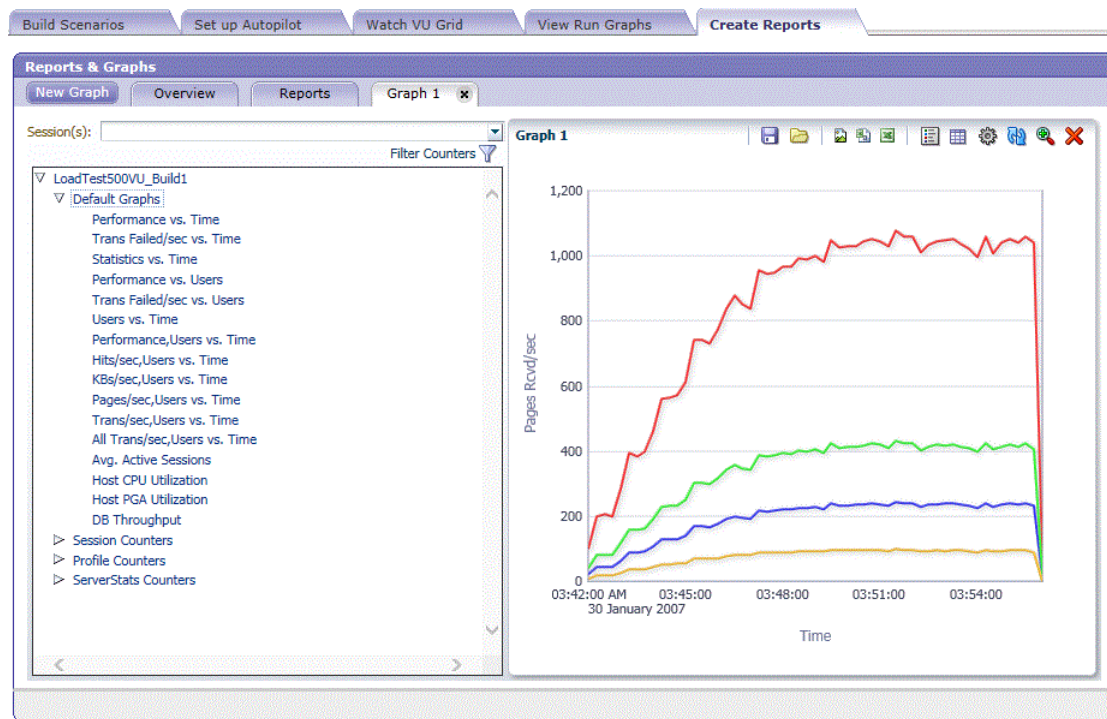 Build Scenarios Set up Autopilot Watch VU Grid View Run Graphs Create Reports
Reports & Graphs
New Graph Overview Reports Graph 1
Session(s):
Filter Counters
LoadTest500VU_Build1
Default Graphs
Performance vs. Time
Trans Failed/sec vs. Time
Statistics vs. Time
Performance vs. Users
Trans Failed/sec vs. Users
Users vs. Time
Performance,Users vs. Time
Hits/sec,Users vs. Time
KBs/sec,Users vs. Time
Pages/sec,Users vs. Time
Trans/sec,Users vs. Time
All Trans/sec,Users vs. Time
Avg. Active Sessions
Host CPU Utilization
Host PGA Utilization
DB Throughput
Session Counters
Profile Counters
ServerStats Counters
Graph 1
1,200
1,000
800
600
400
200
0
Pages Rcvd/sec
03:42:00 AM 03:45:00 03:48:00 03:51:00 03:54:00
30 January 2007
Time